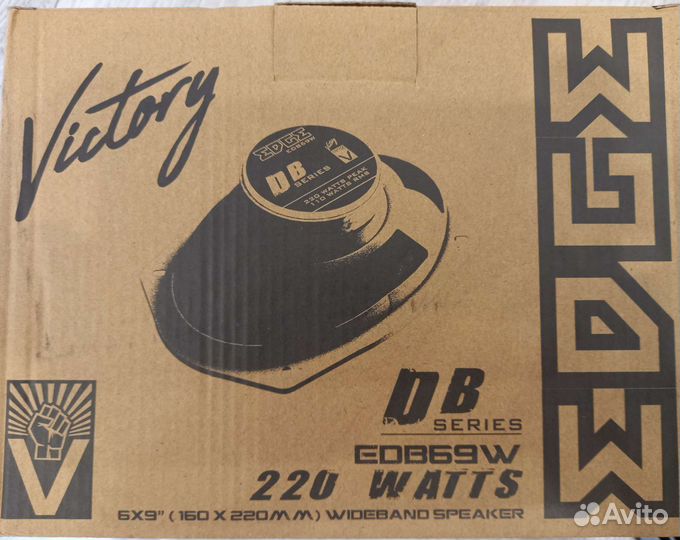 Victory
EDGE
EDB69W
DB
SERIES
220 WATTS PEAK
110 WATTS RMS
V
EDGE
DB
SERIES
EDB69W
220 WATTS
6X9" (160 X 220MM) WIDEBAND SPEAKER
V
Avito